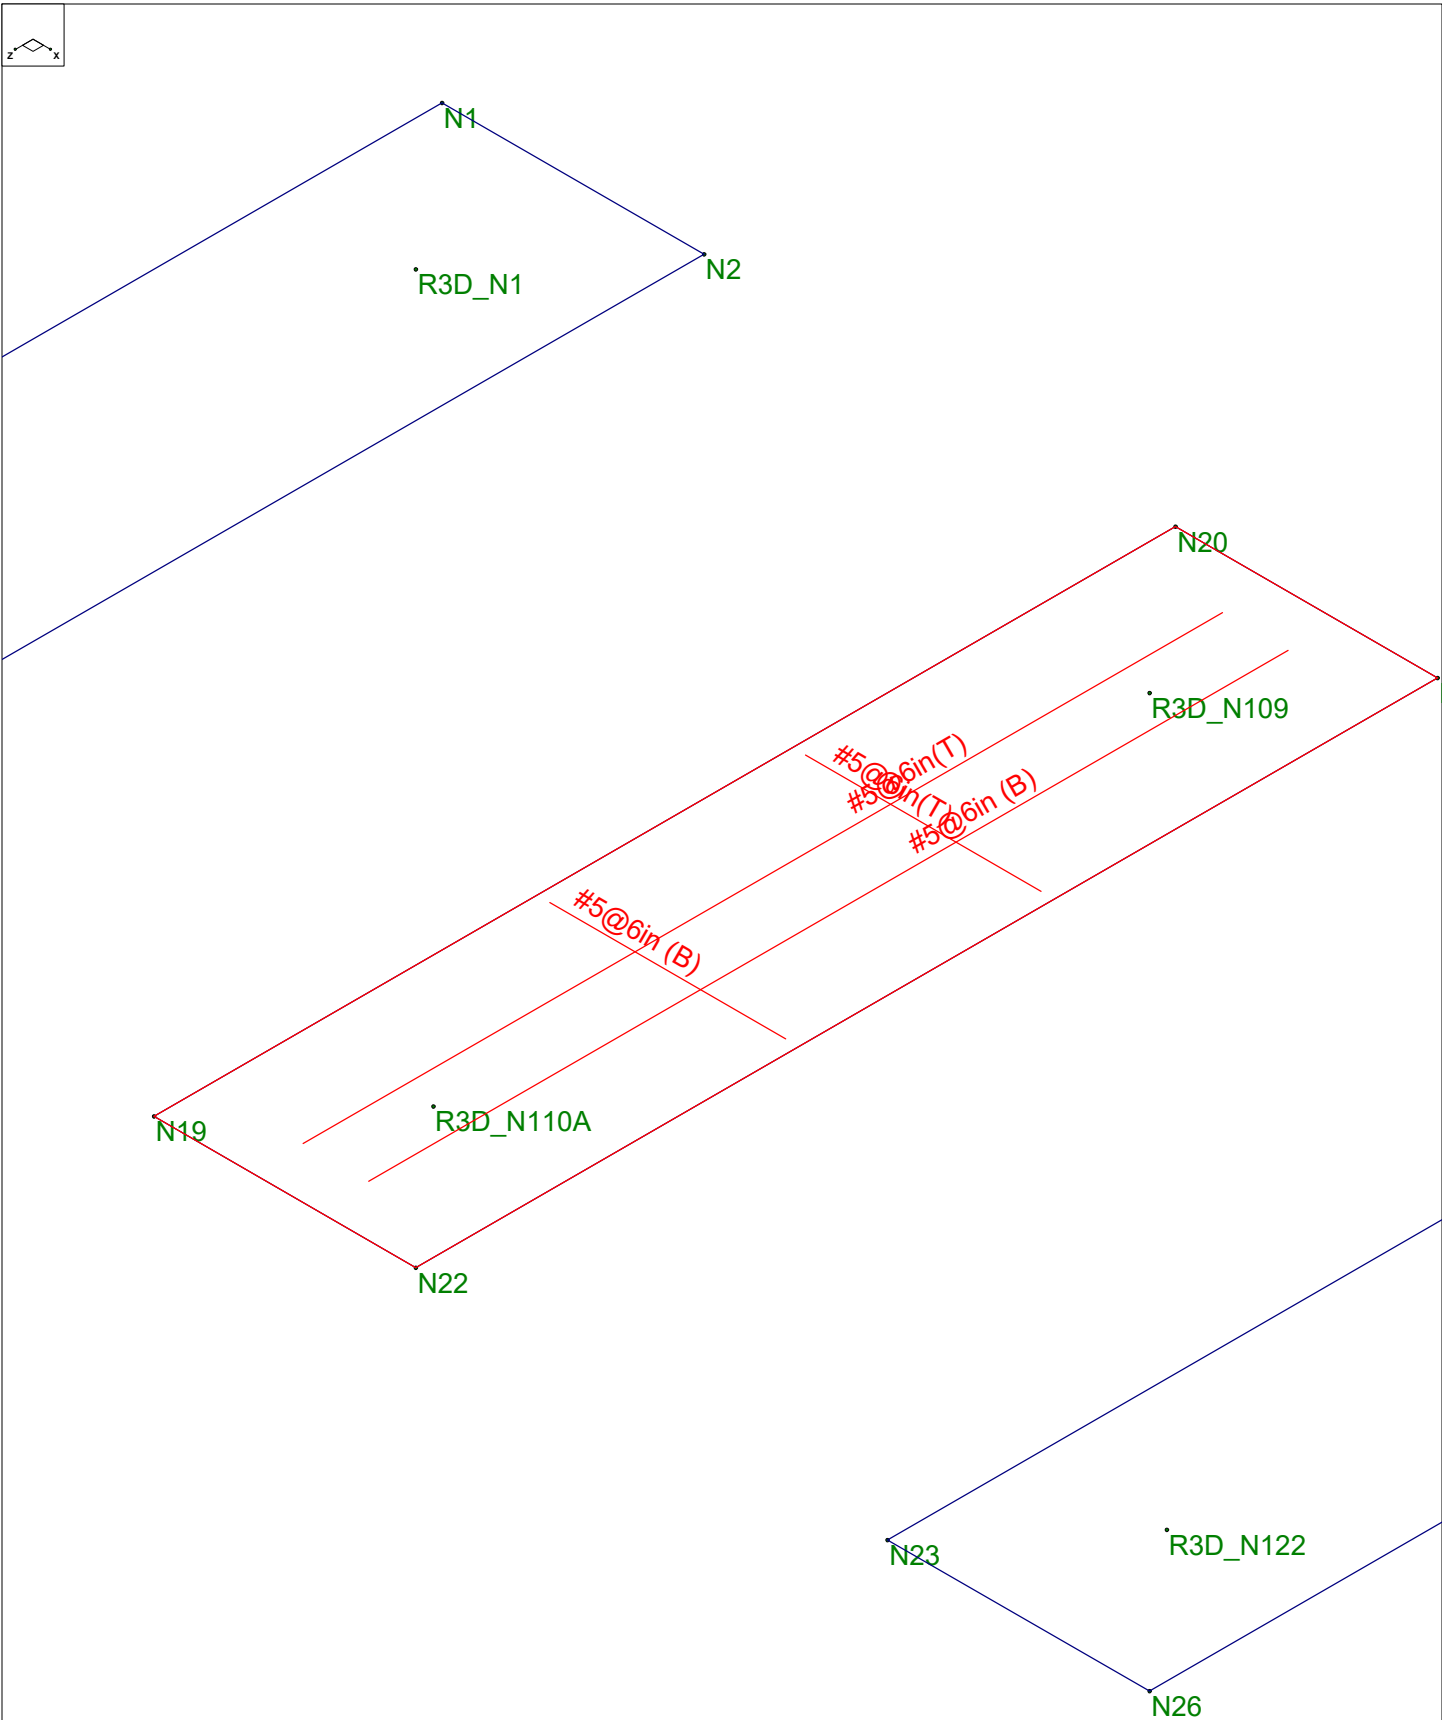 z x
N1
N2
R3D_N1
N20
R3D_N109
#5@6in(T)
#5@6in(T)
#5@6in (B)
#5@6in (B)
R3D_N110A
N19
N22
R3D_N122
N23
N26